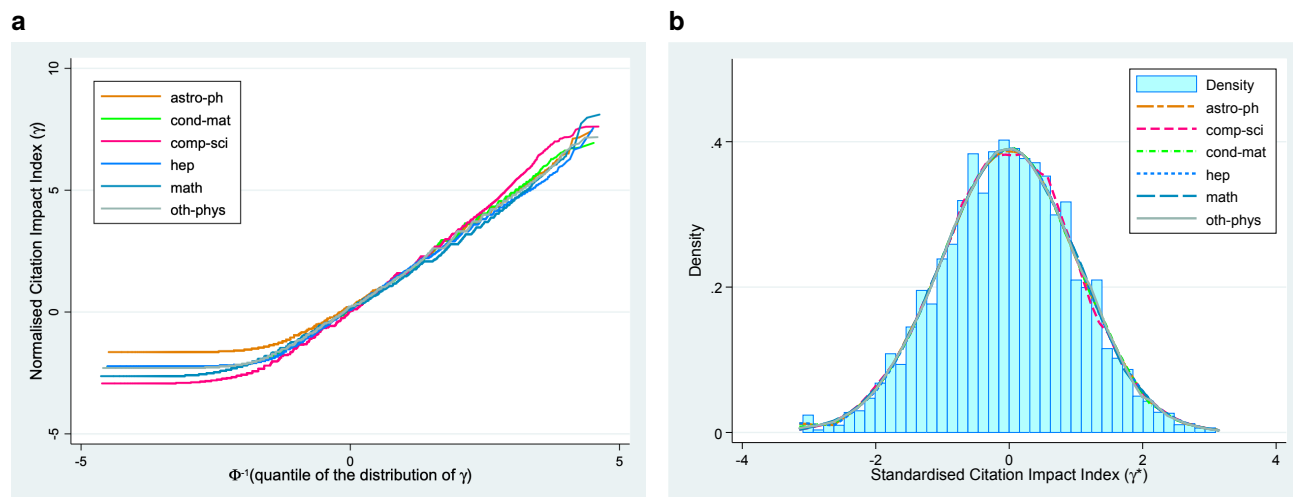 a
Normalised Citation Impact Index (γ)
10
5
0
-5
astro-ph
cond-mat
comp-sci
hep
math
oth-phys
-5
0
5
Φ⁻¹(quantile of the distribution of γ)
b
Density
.4
.2
0
Density
astro-ph
comp-sci
cond-mat
hep
math
oth-phys
-4
-2
0
2
4
Standardised Citation Impact Index (γ*)